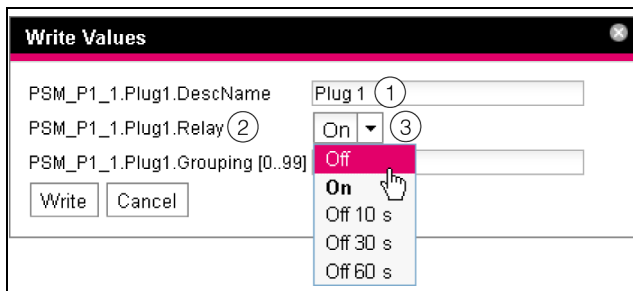 Write Values
PSM_P1_1.Plug1.DescName Plug 1 1
PSM_P1_1.Plug1.Relay 2 On 3
PSM_P1_1.Plug1.Grouping [0..99] Off
On
Write Cancel
Off 10 s
Off 30 s
Off 60 s